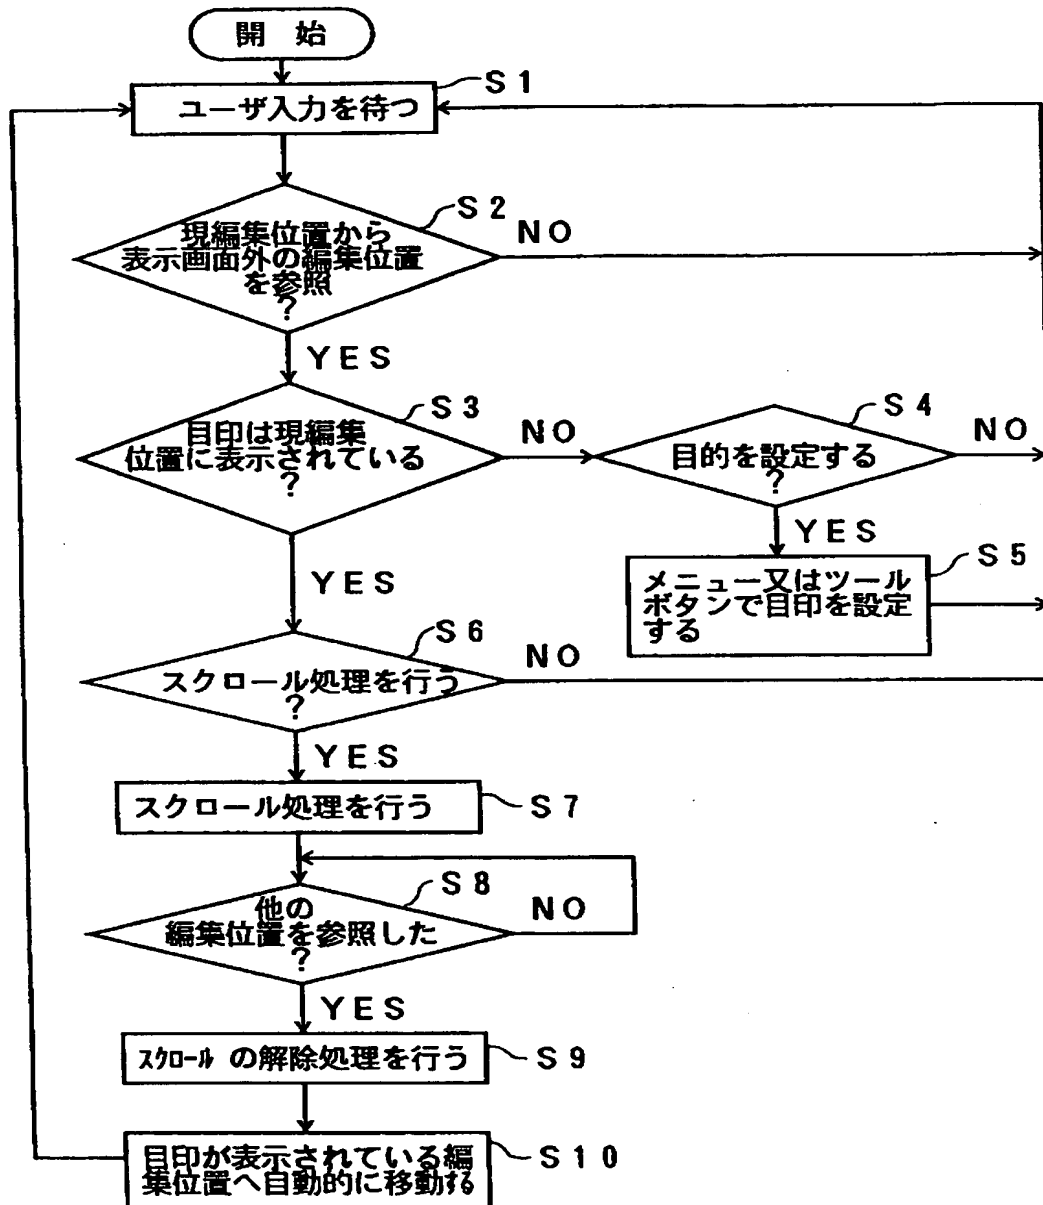 開 始
S1
ユーザ入力を待つ
S2
現編集位置から
表示画面外の編集位置
を参照
?
NO
YES
S3
目印は現編集
位置に表示されている
?
NO
S4
目的を設定する
?
NO
YES
S5
メニュー又はツール
ボタンで目印を設定
する
YES
S6
スクロール処理を行う
?
NO
YES
スクロール処理を行う
S7
S8
他の
編集位置を参照した
?
NO
YES
スクロール の解除処理を行う
S9
目印が表示されている編
集位置へ自動的に移動する
S10